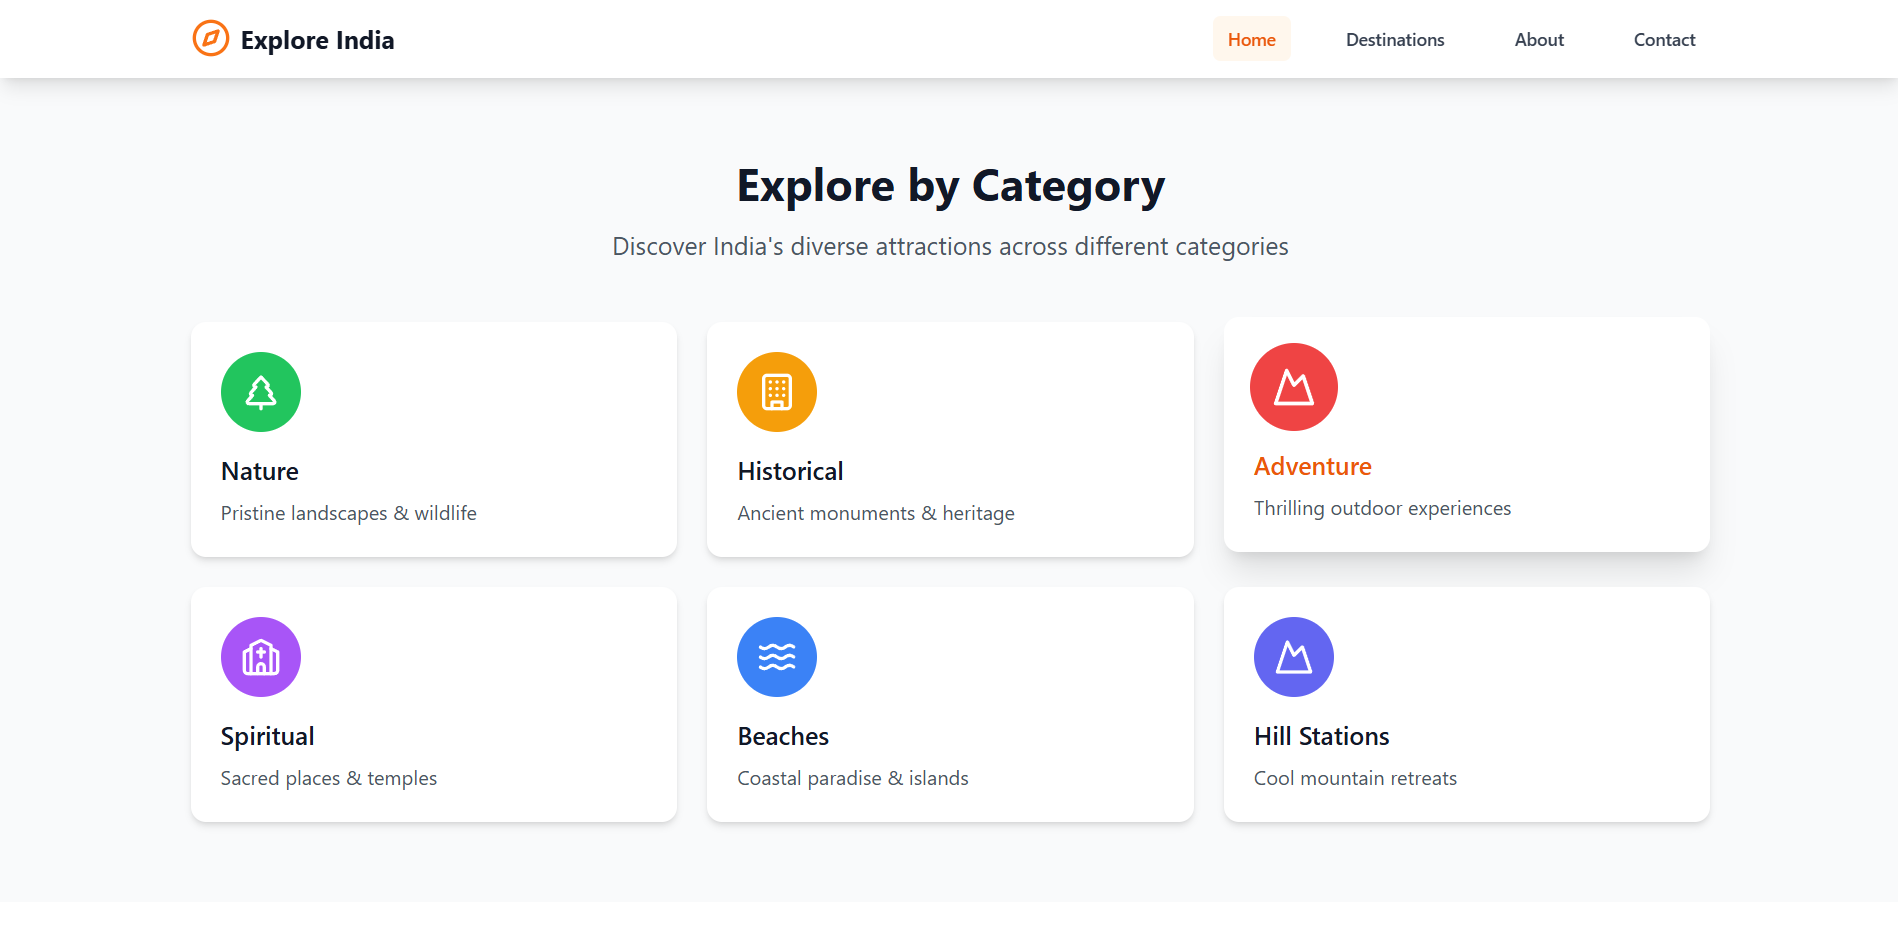 Explore India
Home
Destinations
About
Contact
Explore by Category
Discover India's diverse attractions across different categories
Nature
Pristine landscapes & wildlife
Historical
Ancient monuments & heritage
Adventure
Thrilling outdoor experiences
Spiritual
Sacred places & temples
Beaches
Coastal paradise & islands
Hill Stations
Cool mountain retreats